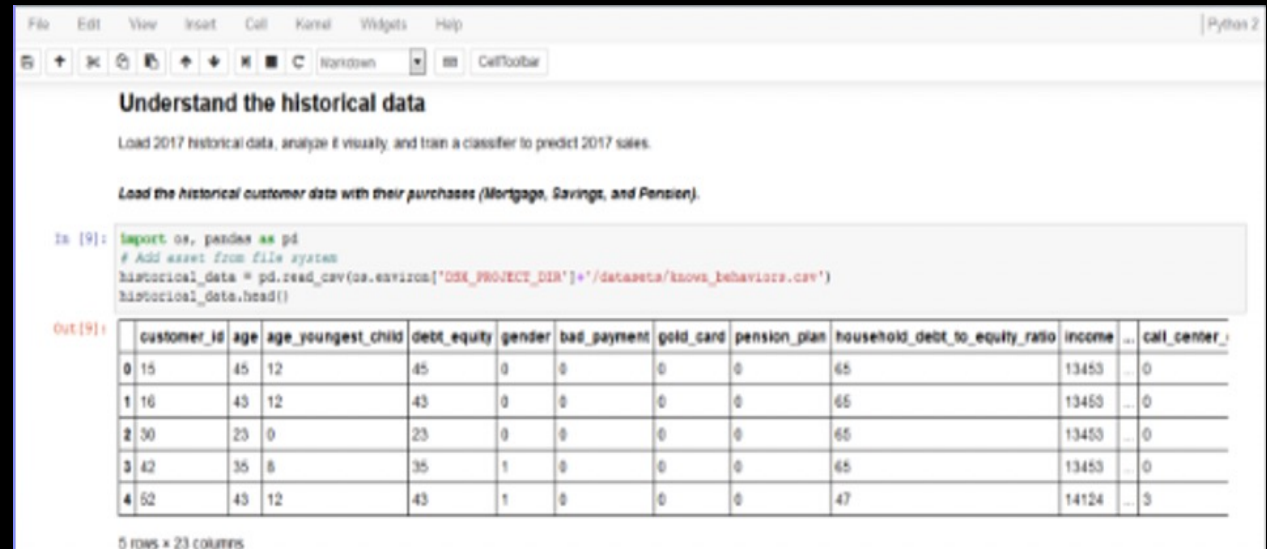 File Edit View Insert Cell Kernel Widgets Help Python 2
Markdown CellToolbar
Understand the historical data
Load 2017 historical data, analyze it visually, and train a classifier to predict 2017 sales.
Load the historical customer data with their purchases (Mortgage, Savings, and Pension).
In [9]: import os, pandas as pd
# Add asset from file system
historical_data = pd.read_csv(os.environ['DSX_PROJECT_DIR']+'/datasets/known_behaviors.csv')
historical_data.head()
Out[9]:
customer_id age age_youngest_child debt_equity gender bad_payment gold_card pension_plan household_debt_to_equity_ratio income ... call_center_
0 15 45 12 45 0 0 0 0 65 13453 ... 0
1 16 43 12 43 0 0 0 0 65 13453 ... 0
2 30 23 0 23 0 0 0 0 65 13453 ... 0
3 42 35 8 35 1 0 0 0 65 13453 ... 0
4 52 43 12 43 1 0 0 0 47 14124 ... 3
5 rows × 23 columns